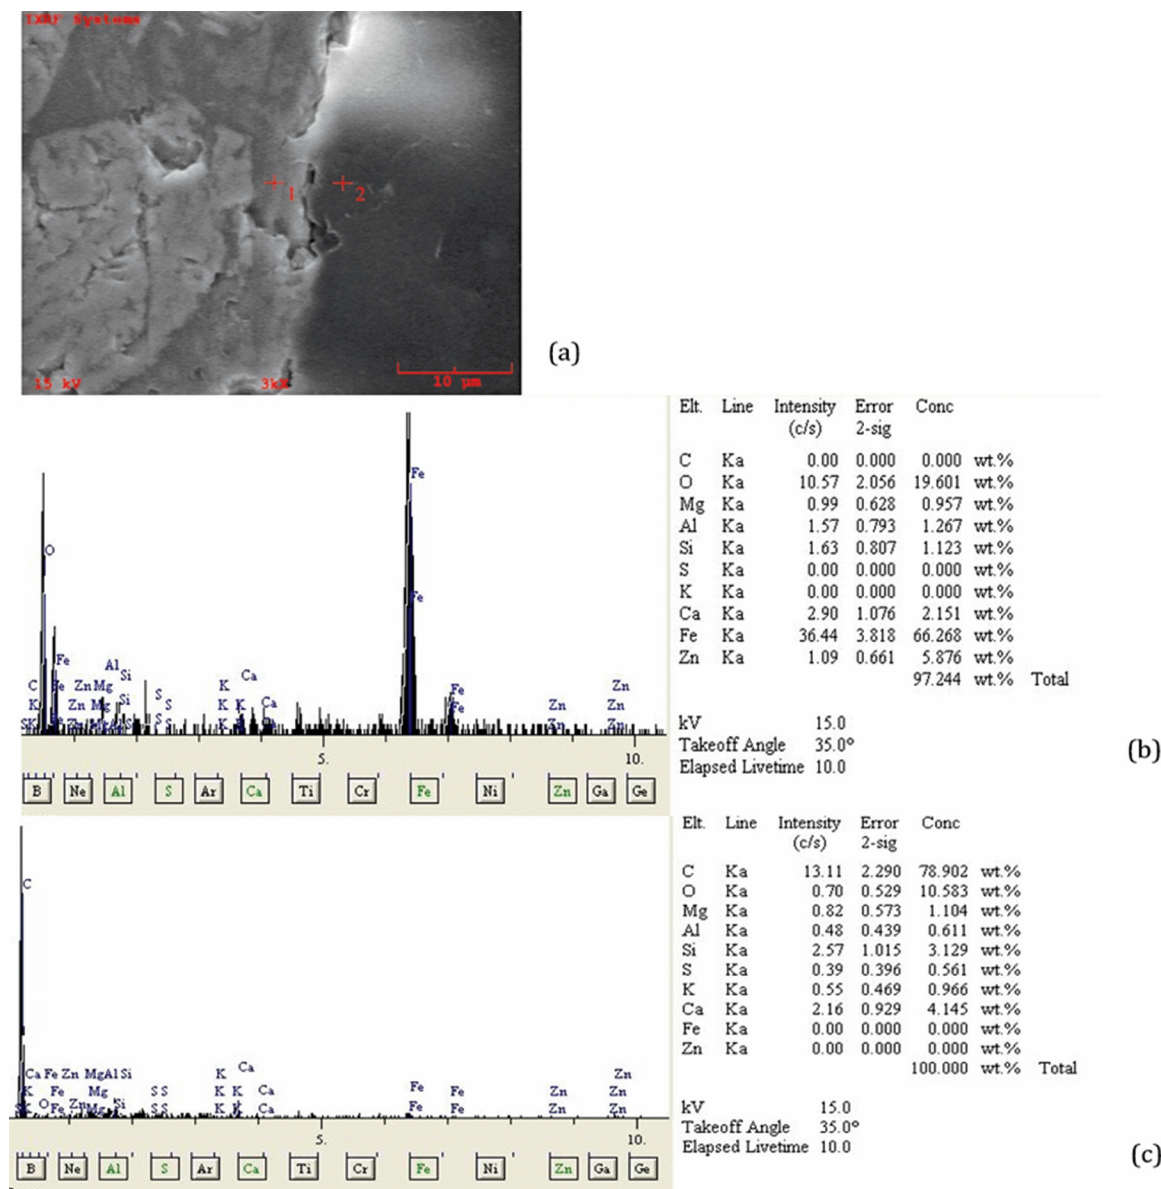 IXRF Systems
1
2
(a)
15 kV
3kX
10 µm
Elt. Line Intensity Error Conc
(c/s) 2-sig
C Ka 0.00 0.000 0.000 wt.%
O Ka 10.57 2.056 19.601 wt.%
Mg Ka 0.99 0.628 0.957 wt.%
Al Ka 1.57 0.793 1.267 wt.%
Si Ka 1.63 0.807 1.123 wt.%
S Ka 0.00 0.000 0.000 wt.%
K Ka 0.00 0.000 0.000 wt.%
Ca Ka 2.90 1.076 2.151 wt.%
Fe Ka 36.44 3.818 66.268 wt.%
Zn Ka 1.09 0.661 5.876 wt.%
97.244 wt.% Total
kV 15.0
Takeoff Angle 35.0°
Elapsed Livetime 10.0
(b)
Fe
O
Fe
Fe Al Si Ca
C Fe Zn Mg S K Fe Zn
K Zn Mg Si S K K Ca Fe Zn Zn
S K K Ca Zn Zn
5. 10.
B Ne Al S Ar Ca Ti Cr Fe Ni Zn Ga Ge
Elt. Line Intensity Error Conc
(c/s) 2-sig
C Ka 13.11 2.290 78.902 wt.%
O Ka 0.70 0.529 10.583 wt.%
Mg Ka 0.82 0.573 1.104 wt.%
Al Ka 0.48 0.439 0.611 wt.%
Si Ka 2.57 1.015 3.129 wt.%
S Ka 0.39 0.396 0.561 wt.%
K Ka 0.55 0.469 0.966 wt.%
Ca Ka 2.16 0.929 4.145 wt.%
Fe Ka 0.00 0.000 0.000 wt.%
Zn Ka 0.00 0.000 0.000 wt.%
100.000 wt.% Total
kV 15.0
Takeoff Angle 35.0°
Elapsed Livetime 10.0
(c)
C
Ca
Ca Fe Zn Mg Al Si K Zn
K Fe Mg S S K K Ca Fe Fe Zn Zn
O Fe Zn Mg Si S S K K Ca Fe Fe Zn Zn
5. 10.
B Ne Al S Ar Ca Ti Cr Fe Ni Zn Ga Ge